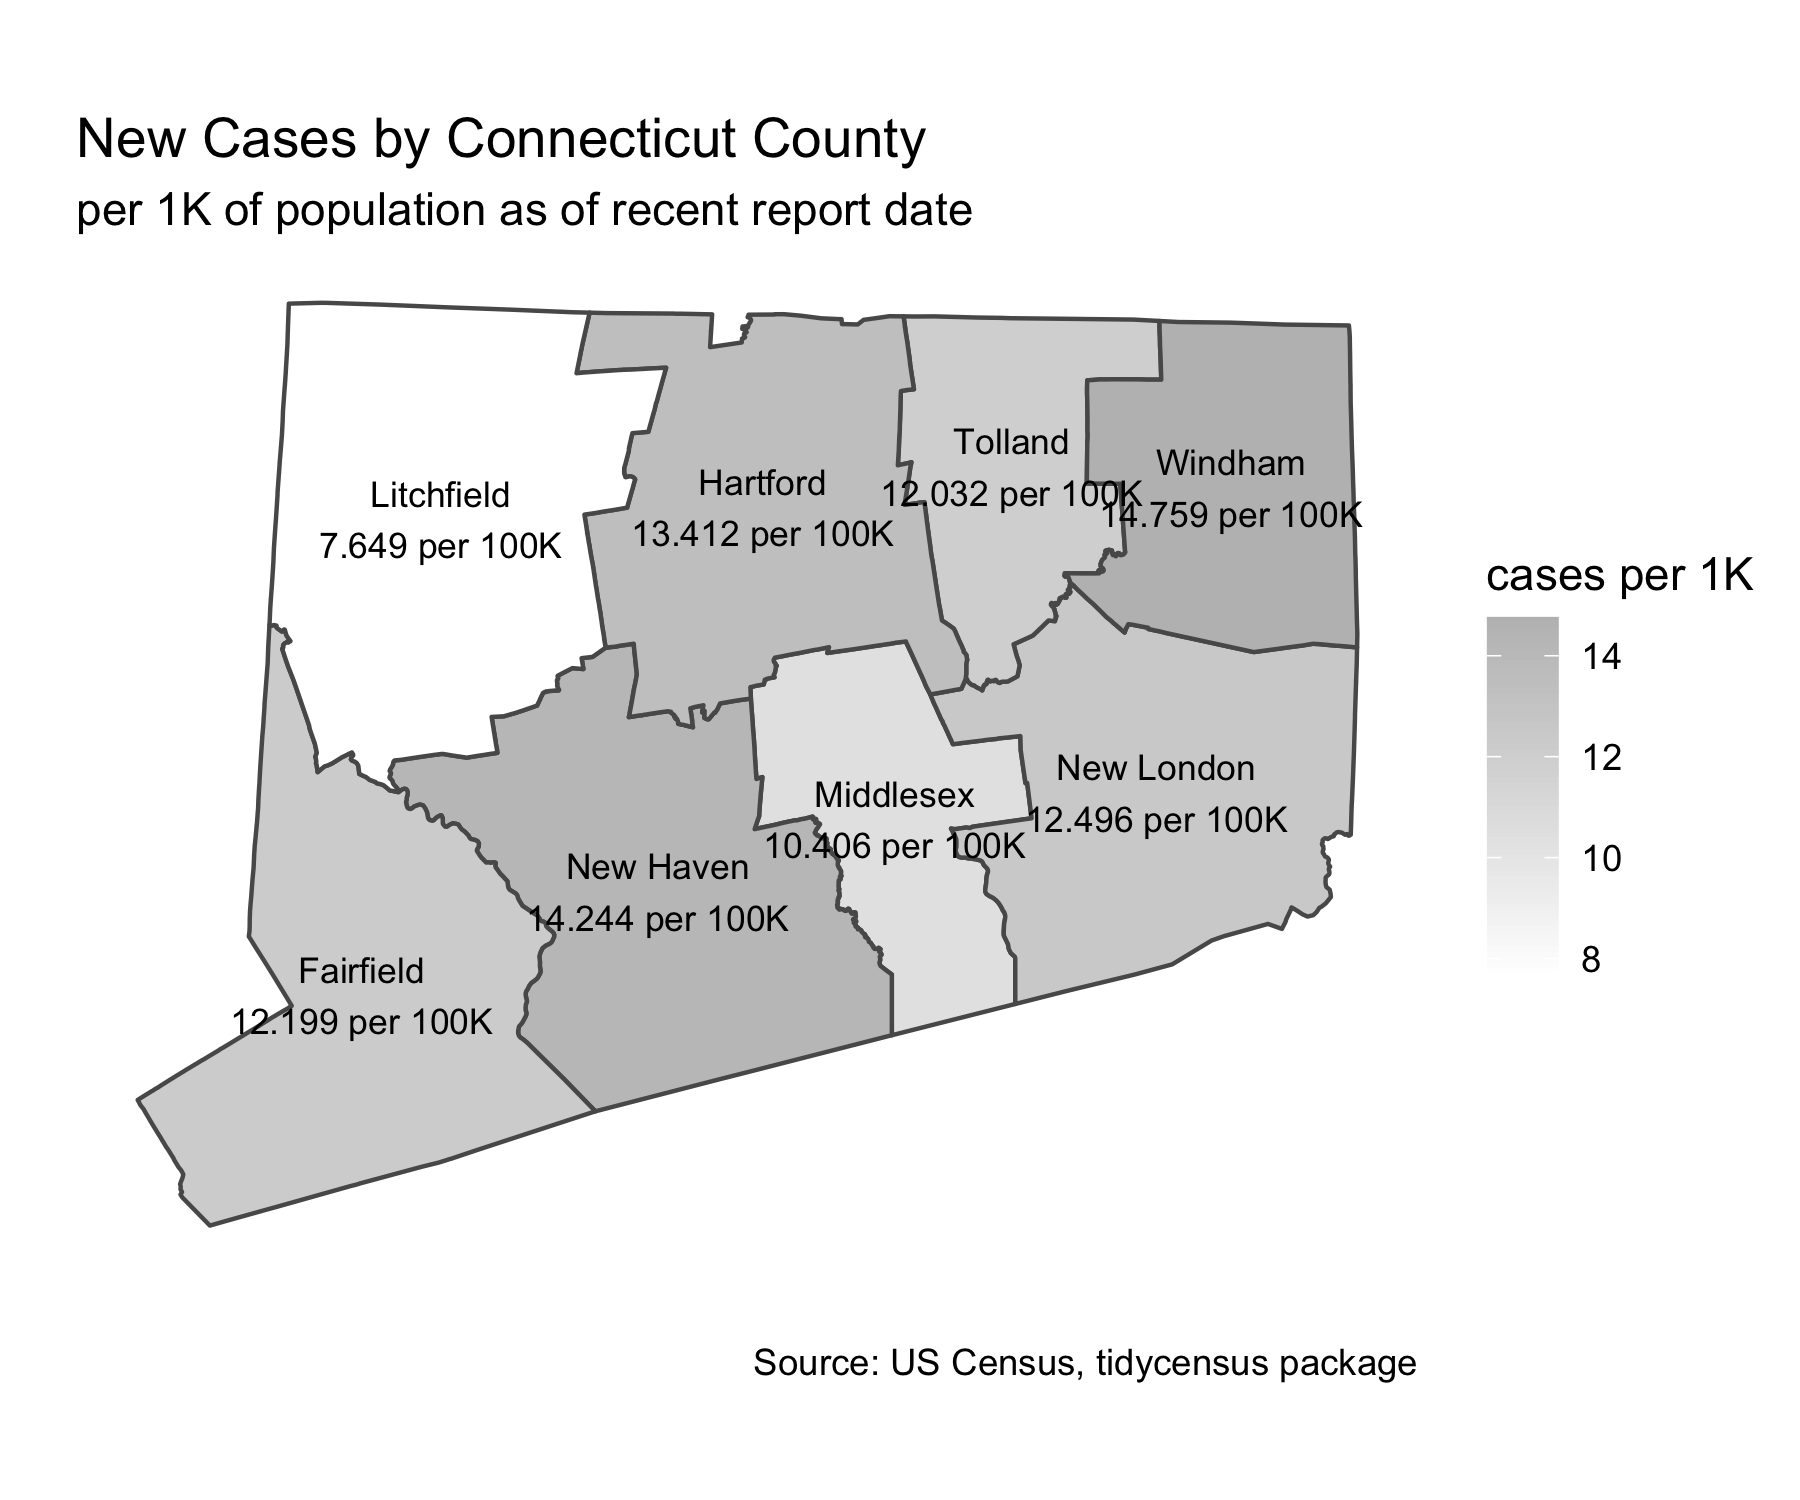 New Cases by Connecticut County
per 1K of population as of recent report date
Litchfield
7.649 per 100K
Hartford
13.412 per 100K
Tolland
12.032 per 100K
Windham
14.759 per 100K
New London
12.496 per 100K
Middlesex
10.406 per 100K
New Haven
14.244 per 100K
Fairfield
12.199 per 100K
cases per 1K
14
12
10
8
Source: US Census, tidycensus package